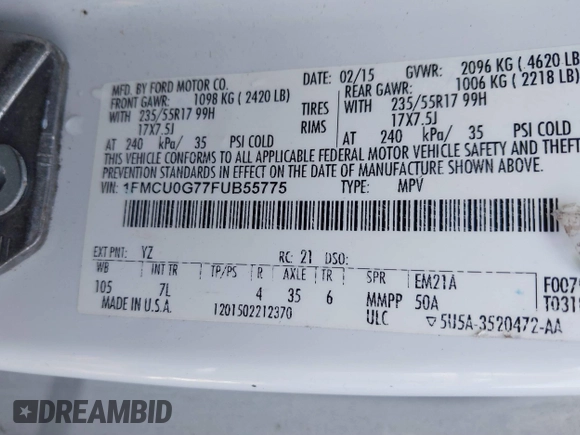 MFD. BY FORD MOTOR CO.
DATE: 02/15 GVWR: 2096 KG ( 4620 LB
FRONT GAWR: 1098 KG ( 2420 LB)
REAR GAWR: 1006 KG ( 2218 LB)
WITH 235/55R17 99H TIRES WITH 235/55R17 99H
17X7.5J RIMS 17X7.5J
AT 240 kPa/ 35 PSI COLD AT 240 kPa/ 35 PSI COLD
THIS VEHICLE CONFORMS TO ALL APPLICABLE FEDERAL MOTOR VEHICLE SAFETY AND THEFT
PREVENTION STANDARDS IN EFFECT ON THE DATE OF MANUFACTURE SHOWN ABOVE.
VIN: 1FMCU0G77FUB55775 TYPE: MPV
EXT PNT: YZ RC: 21 DSO:
WB INT TR TP/PS R AXLE TR SPR EM21A
105 7L 4 35 6 MMPP 50A
MADE IN U.S.A. 1201502212370 ULC ▽5U5A-3520472-AA
DREAMBID